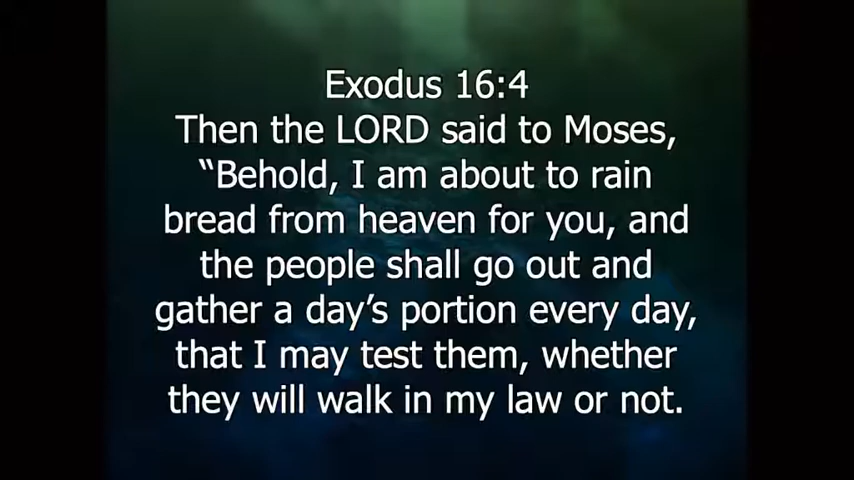 Exodus 16:4
Then the LORD said to Moses,
“Behold, I am about to rain
bread from heaven for you, and
the people shall go out and
gather a day’s portion every day,
that I may test them, whether
they will walk in my law or not.